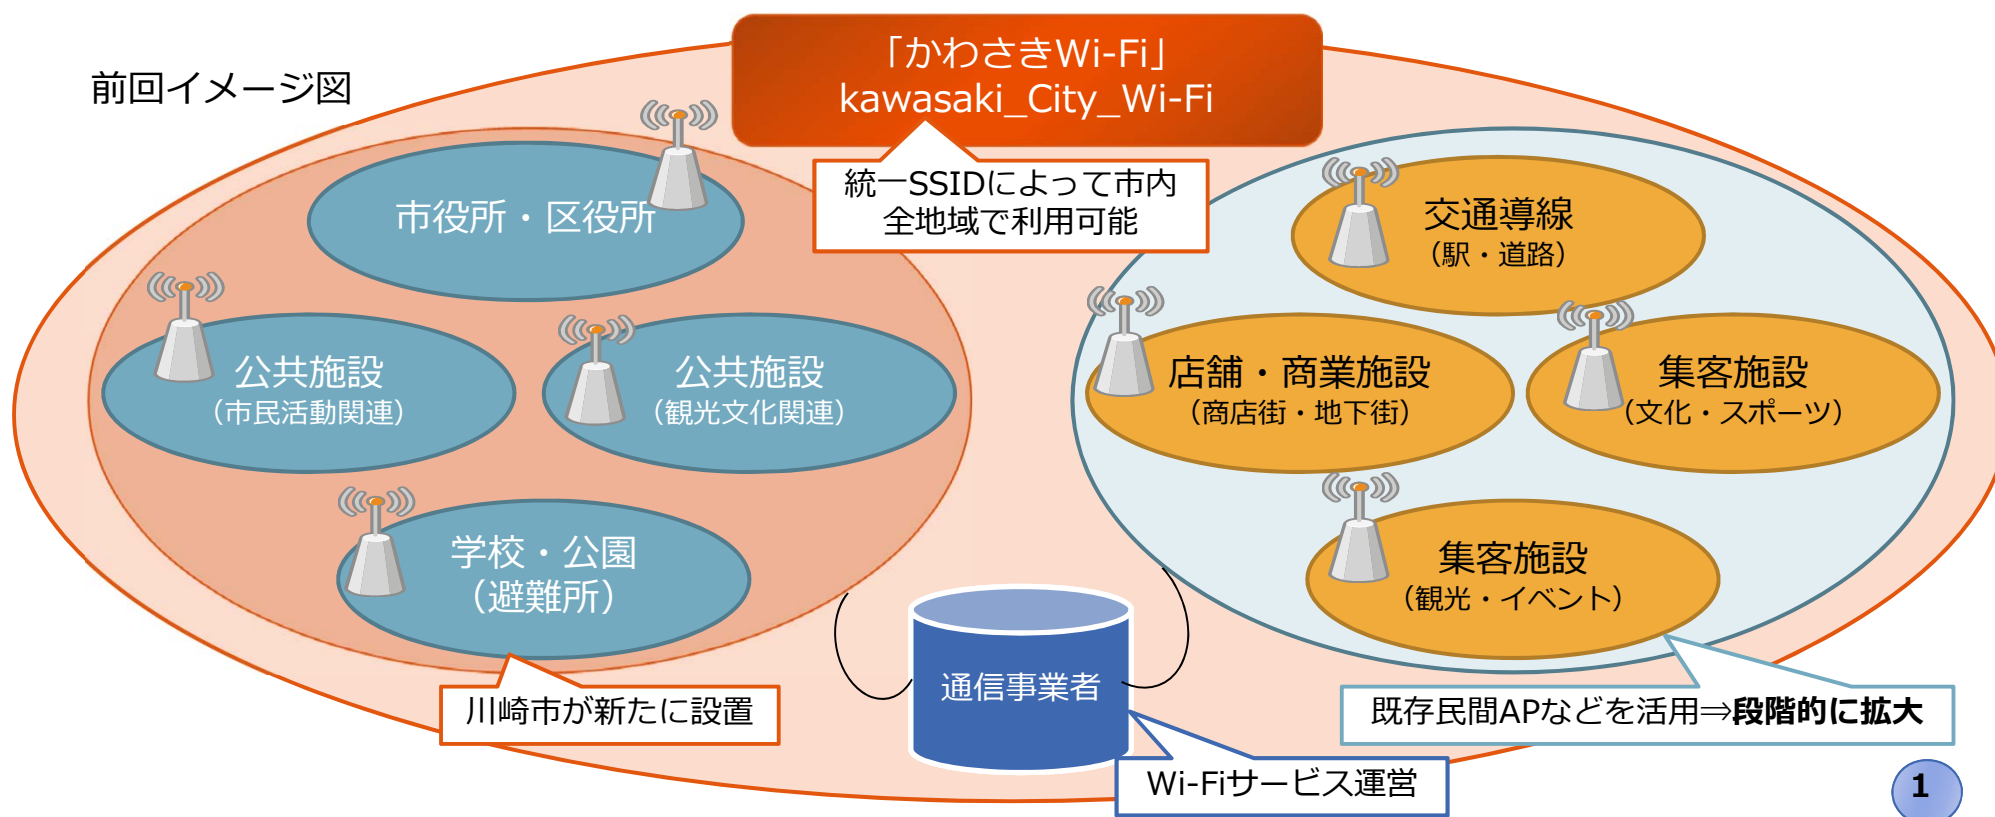 前回イメージ図
「かわさきWi-Fi」
kawasaki_City_Wi-Fi
統一SSIDによって市内
全地域で利用可能
市役所・区役所
公共施設
（市民活動関連）
公共施設
（観光文化関連）
学校・公園
（避難所）
川崎市が新たに設置
交通導線
（駅・道路）
店舗・商業施設
（商店街・地下街）
集客施設
（文化・スポーツ）
集客施設
（観光・イベント）
既存民間APなどを活用⇒段階的に拡大
通信事業者
Wi-Fiサービス運営
1